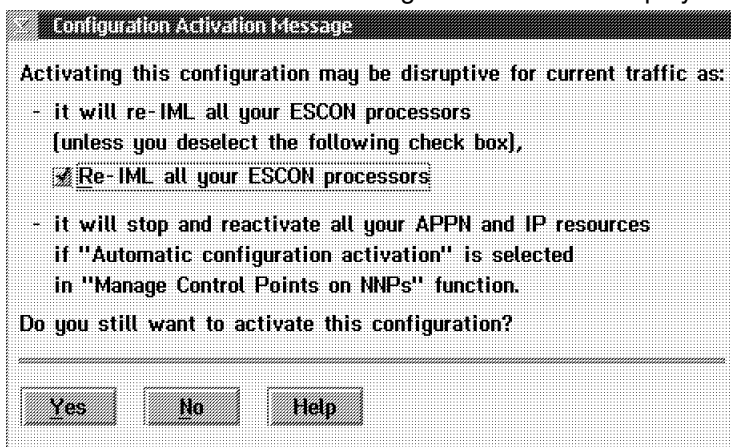 Configuration Activation Message
Activating this configuration may be disruptive for current traffic as:
- it will re-IML all your ESCON processors
(unless you deselect the following check box),
Re-IML all your ESCON processors
- it will stop and reactivate all your APPN and IP resources
if "Automatic configuration activation" is selected
in "Manage Control Points on NNPs" function.
Do you still want to activate this configuration?
Yes No Help